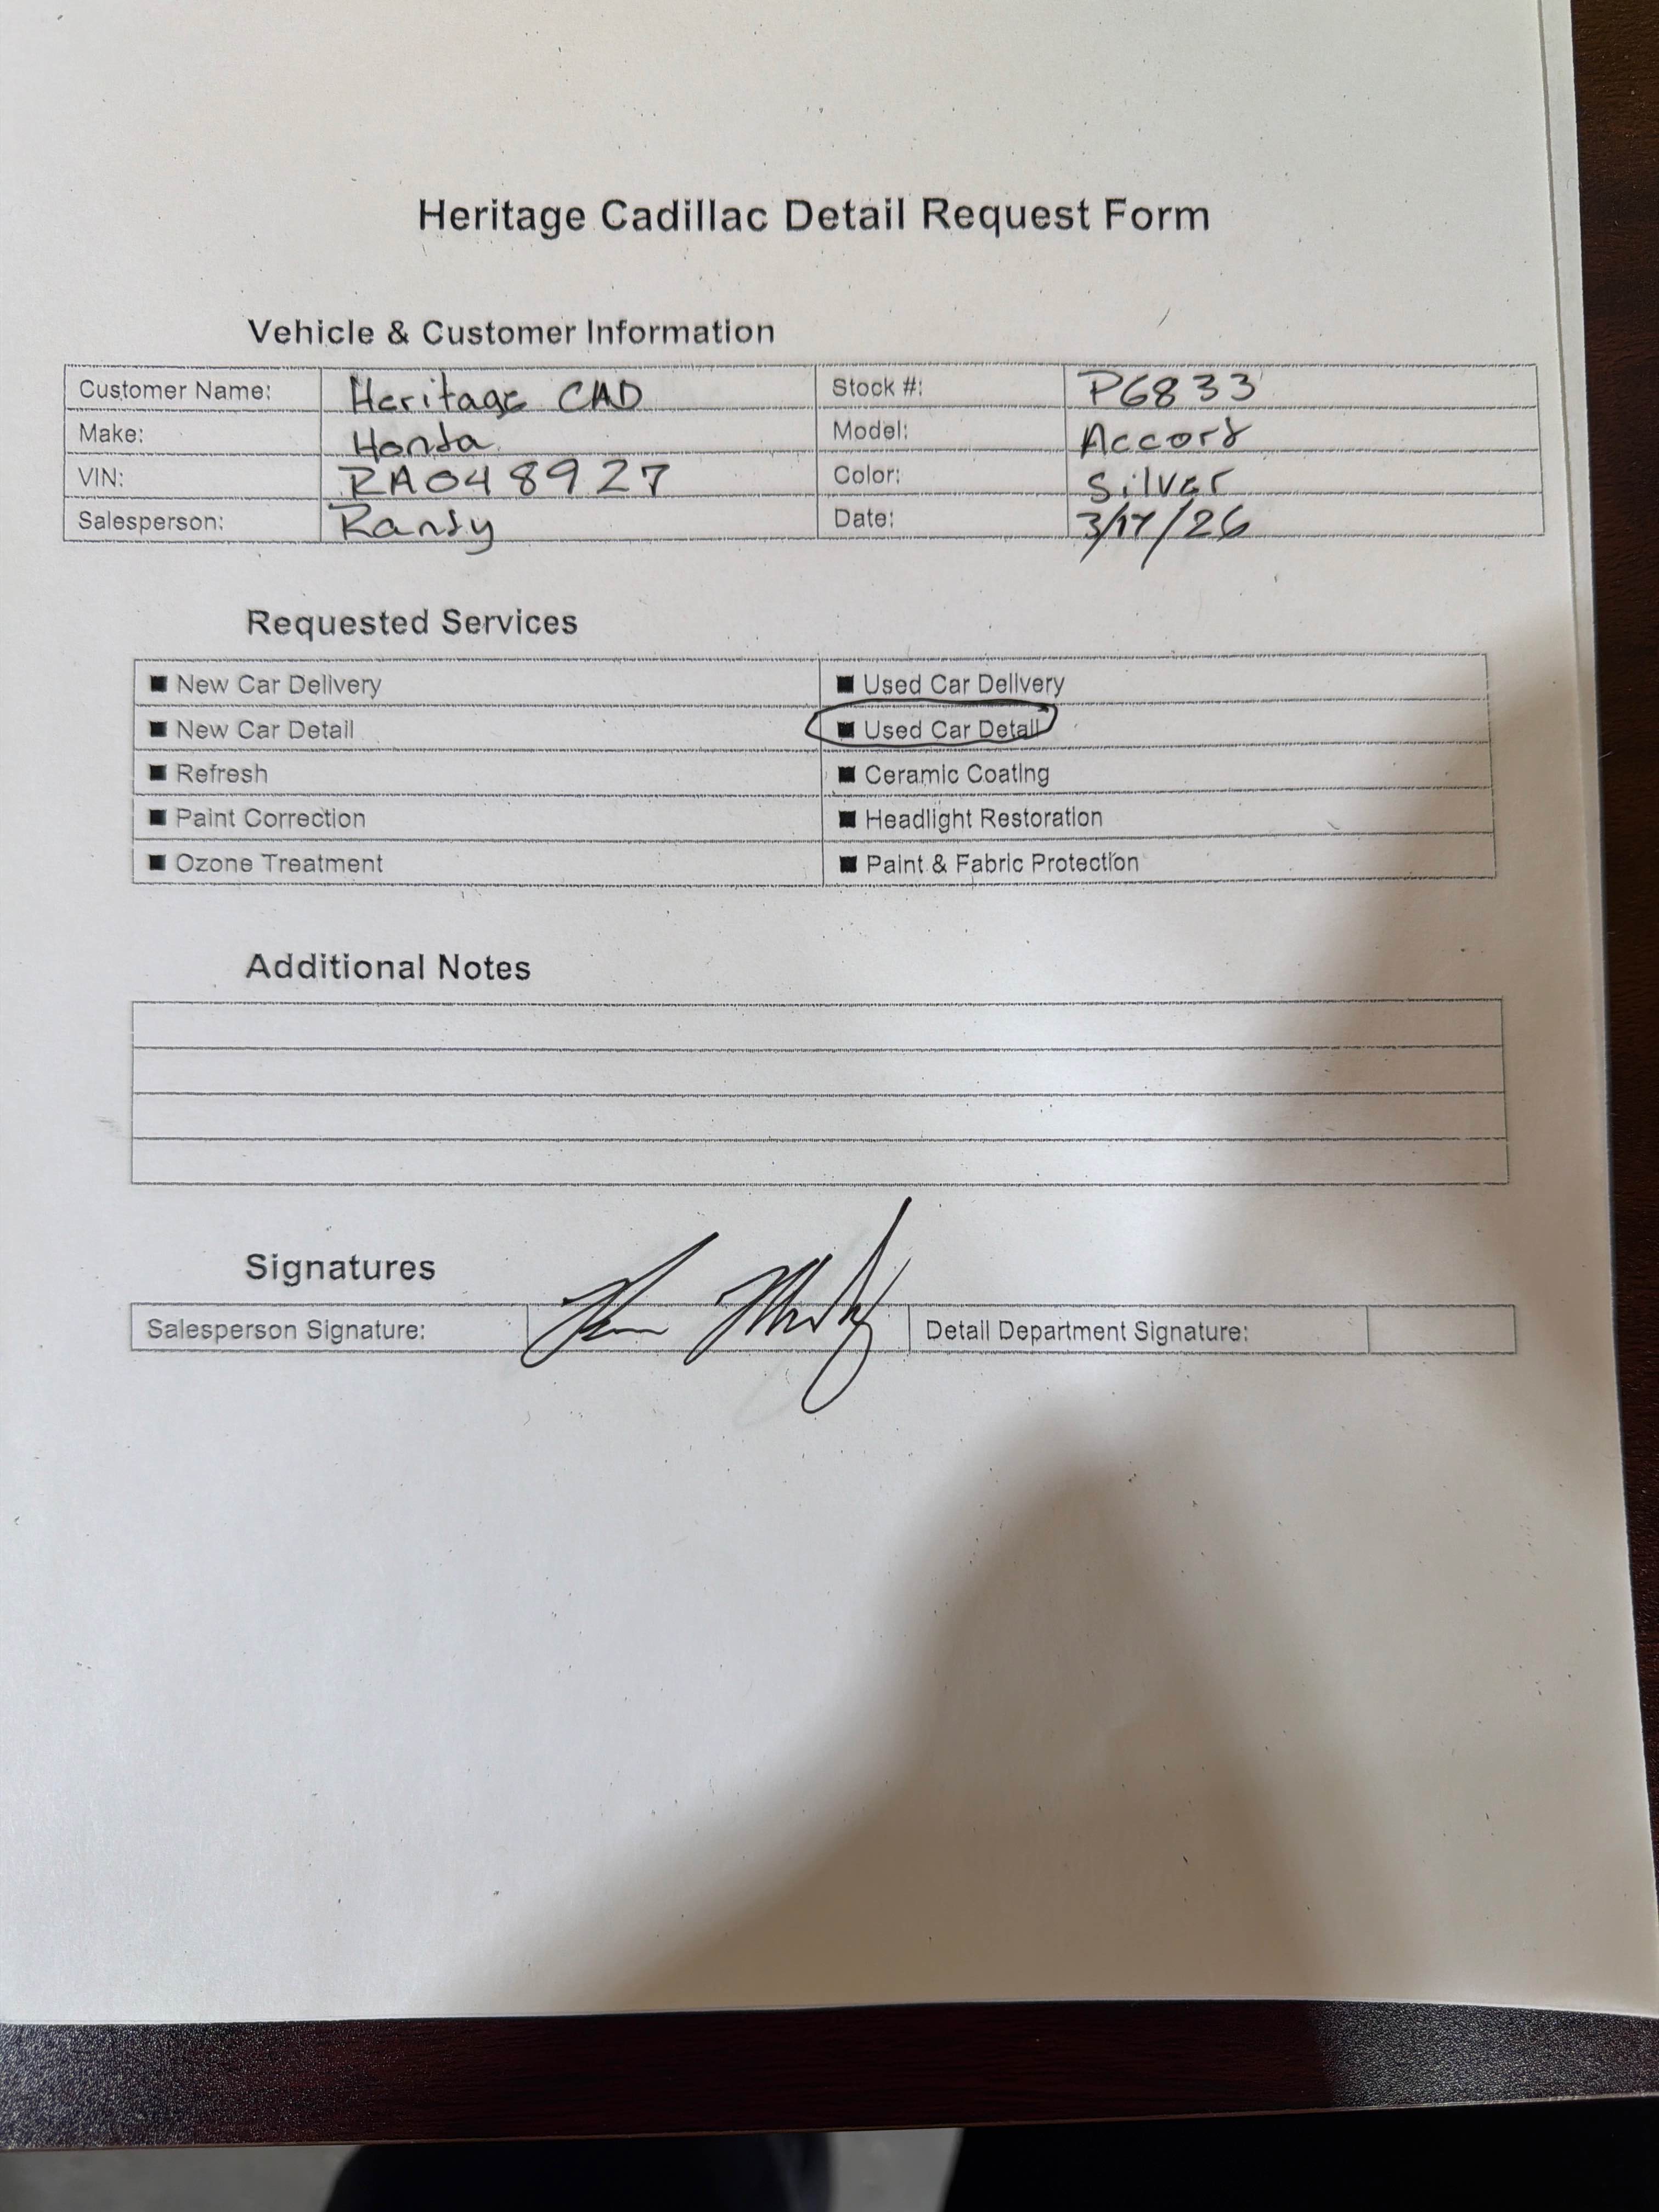 Heritage Cadillac Detail Request Form
Vehicle & Customer Information
Customer Name: Heritage CAD Stock #: P6833
Make: Honda Model: Accord
VIN: RA048927 Color: Silver
Salesperson: Randy Date: 3/17/26
Requested Services
■ New Car Delivery ■ Used Car Delivery
■ New Car Detail ■ Used Car Detail
■ Refresh ■ Ceramic Coating
■ Paint Correction ■ Headlight Restoration
■ Ozone Treatment ■ Paint & Fabric Protection
Additional Notes
Signatures
Salesperson Signature: Detail Department Signature: